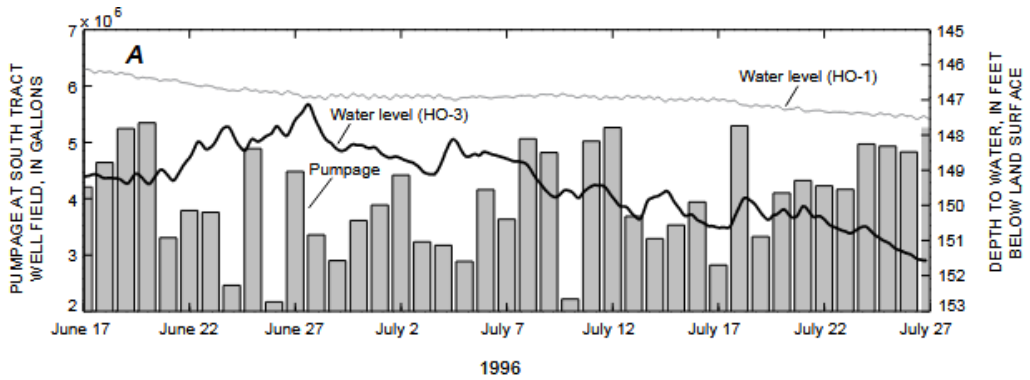 7 x 10 6
A
145
146
6
Water level (HO-1)
147
Water level (HO-3)
148
5
149
Pumpage
4
150
151
3
152
2
153
PUMPAGE AT SOUTH TRACT
WELL FIELD, IN GALLONS
DEPTH TO WATER, IN FEET
BELOW LAND SURFACE
June 17 June 22 June 27 July 2 July 7 July 12 July 17 July 22 July 27
1996